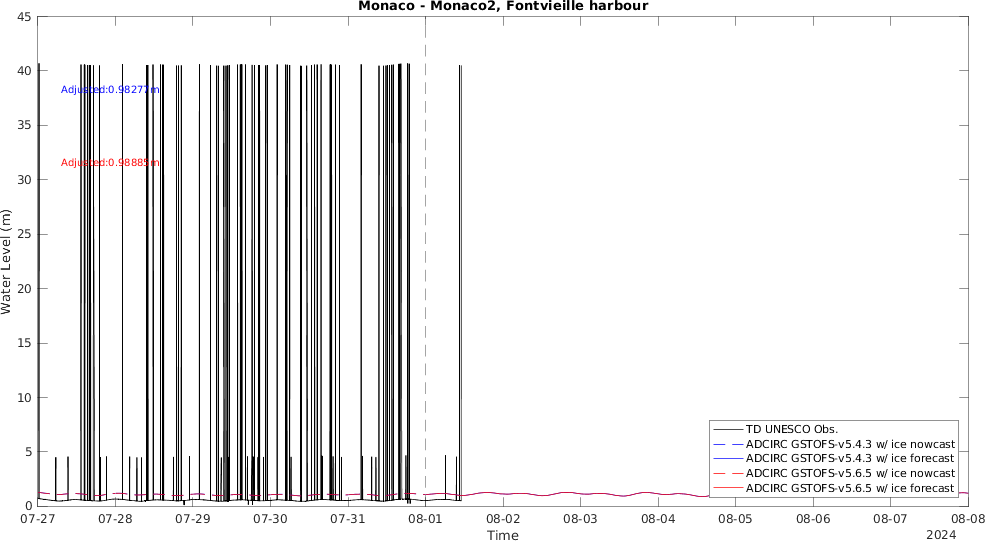 Monaco - Monaco2, Fontvieille harbour
45
40
35
30
25
20
15
10
5
0
Water Level (m)
Adjusted:0.98277m
Adjusted:0.98885m
TD UNESCO Obs.
ADCIRC GSTOFS-v5.4.3 w/ ice nowcast
ADCIRC GSTOFS-v5.4.3 w/ ice forecast
ADCIRC GSTOFS-v5.6.5 w/ ice nowcast
ADCIRC GSTOFS-v5.6.5 w/ ice forecast
07-27 07-28 07-29 07-30 07-31 08-01 08-02 08-03 08-04 08-05 08-06 08-07 08-08
Time
2024